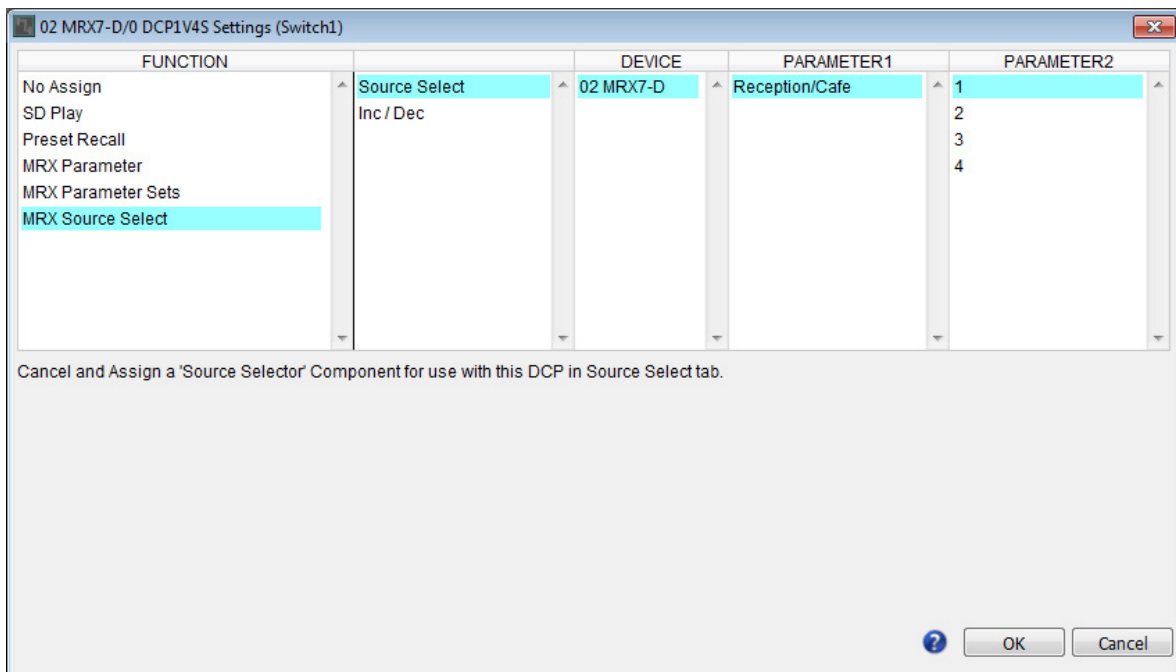 02 MRX7-D/0 DCP1V4S Settings (Switch1)
FUNCTION DEVICE PARAMETER1 PARAMETER2
No Assign Source Select 02 MRX7-D Reception/Cafe 1
SD Play Inc / Dec 2
Preset Recall 3
MRX Parameter 4
MRX Parameter Sets
MRX Source Select
Cancel and Assign a 'Source Selector' Component for use with this DCP in Source Select tab.
? OK Cancel